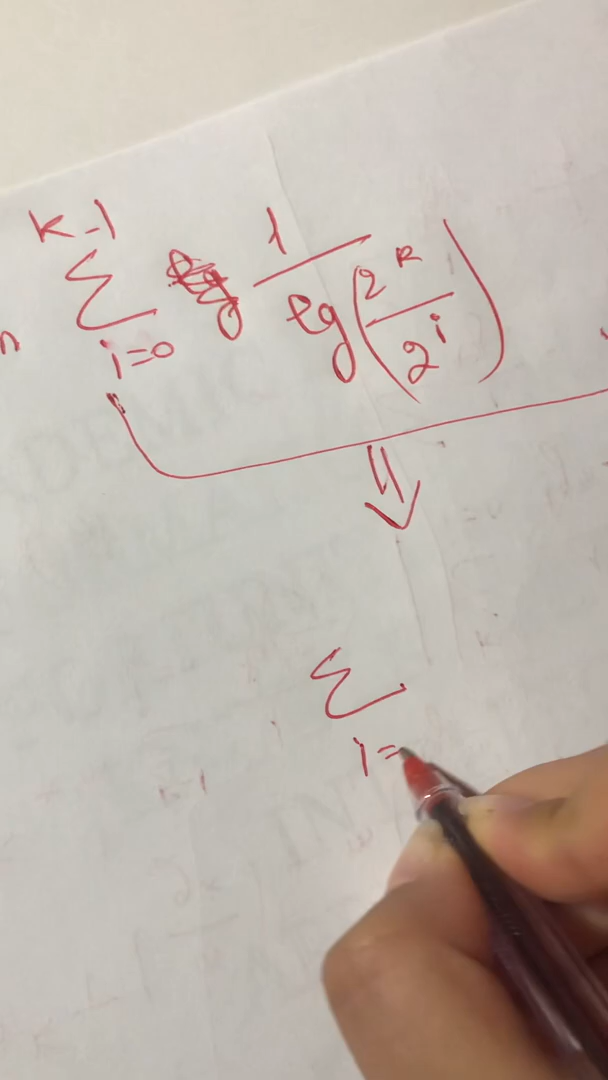 k-1
n Σ 1 / lg(2^k / 2^i)
i=0
⇓
Σ
i=